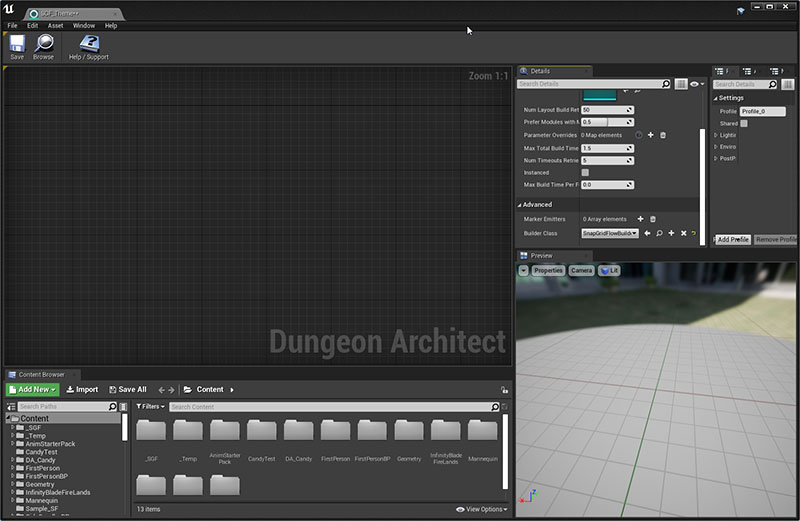 SGF_Theme*
File Edit Asset Window Help
Save Browse Help / Support
Zoom 1:1
Dungeon Architect
Details
Search Details
Num Layout Build Ret 50
Prefer Modules with M 0.5
Parameter Overrides 0 Map elements
Max Total Build Time 1.5
Num Timeouts Retrie 5
Instanced
Max Build Time Per F 0.0
Advanced
Marker Emitters 0 Array elements
Builder Class SnapGridFlowBuilde
Search Details
Settings
Profile Profile_0
Shared
Lightin
Enviro
PostP
Add Profile Remove Profile
Preview
Properties Camera Lit
Z
X
Content Browser
Add New Import Save All Content
Search Paths
Filters Search Content
Content
_SGF
_Temp
AnimStarterPack
CandyTest
DA_Candy
FirstPerson
FirstPersonBP
Geometry
InfinityBladeFireLands
Mannequin
Sample_SF
_SGF _Temp AnimStarter Pack CandyTest DA_Candy FirstPerson FirstPersonBP Geometry InfinityBlade FireLands Mannequin
13 items
View Options